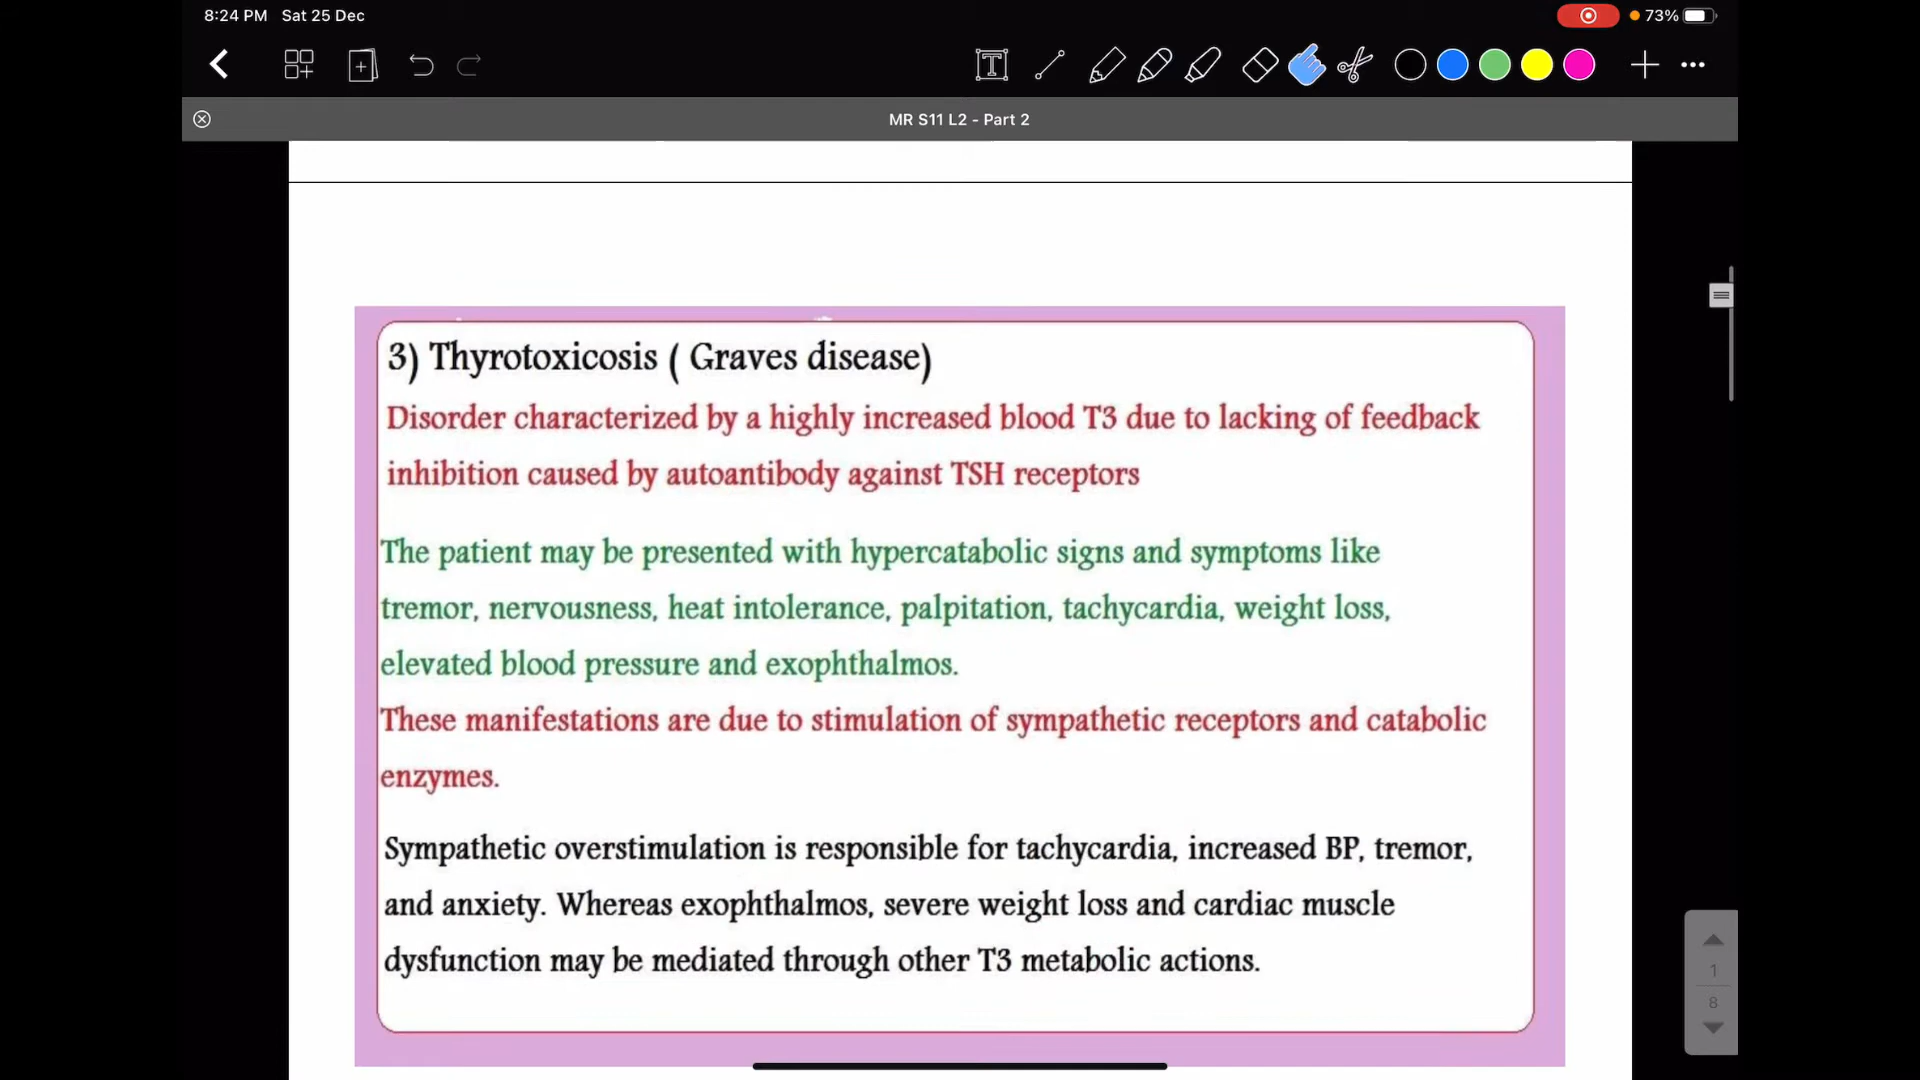 8:24 PM Sat 25 Dec
73%
T
MR S11 L2 - Part 2
3) Thyrotoxicosis ( Graves disease)
Disorder characterized by a highly increased blood T3 due to lacking of feedback
inhibition caused by autoantibody against TSH receptors
The patient may be presented with hypercatabolic signs and symptoms like
tremor, nervousness, heat intolerance, palpitation, tachycardia, weight loss,
elevated blood pressure and exophthalmos.
These manifestations are due to stimulation of sympathetic receptors and catabolic
enzymes.
Sympathetic overstimulation is responsible for tachycardia, increased BP, tremor,
and anxiety. Whereas exophthalmos, severe weight loss and cardiac muscle
dysfunction may be mediated through other T3 metabolic actions.
1
8